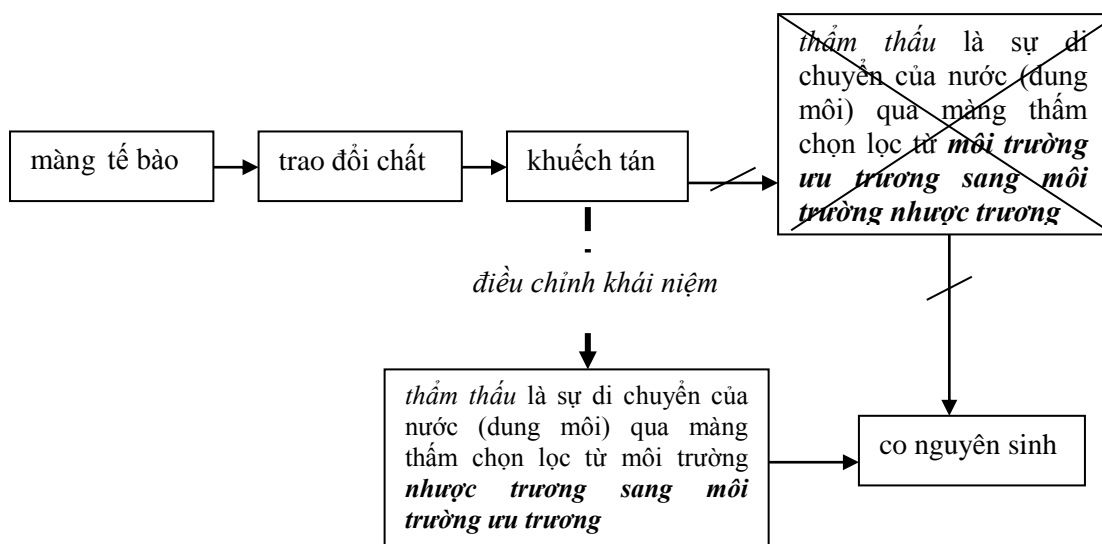 thẩm thấu là sự di
chuyển của nước (dung
môi) qua màng thấm
chọn lọc từ môi trường
ưu trương sang môi
trường nhược trương
màng tế bào
trao đổi chất
khuếch tán
điều chỉnh khái niệm
thẩm thấu là sự di chuyển của
nước (dung môi) qua màng
thấm chọn lọc từ môi trường
nhược trương sang môi
trường ưu trương
co nguyên sinh